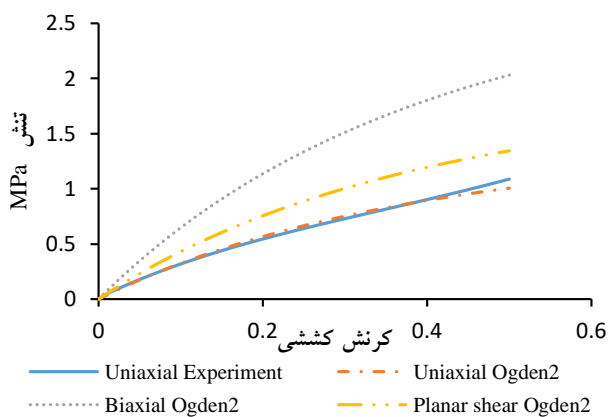 2.5
2
1.5
1
0.5
0
تنش MPa
0
0.2
0.4
0.6
کرنش کششی
Uniaxial Experiment
Uniaxial Ogden2
Biaxial Ogden2
Planar shear Ogden2